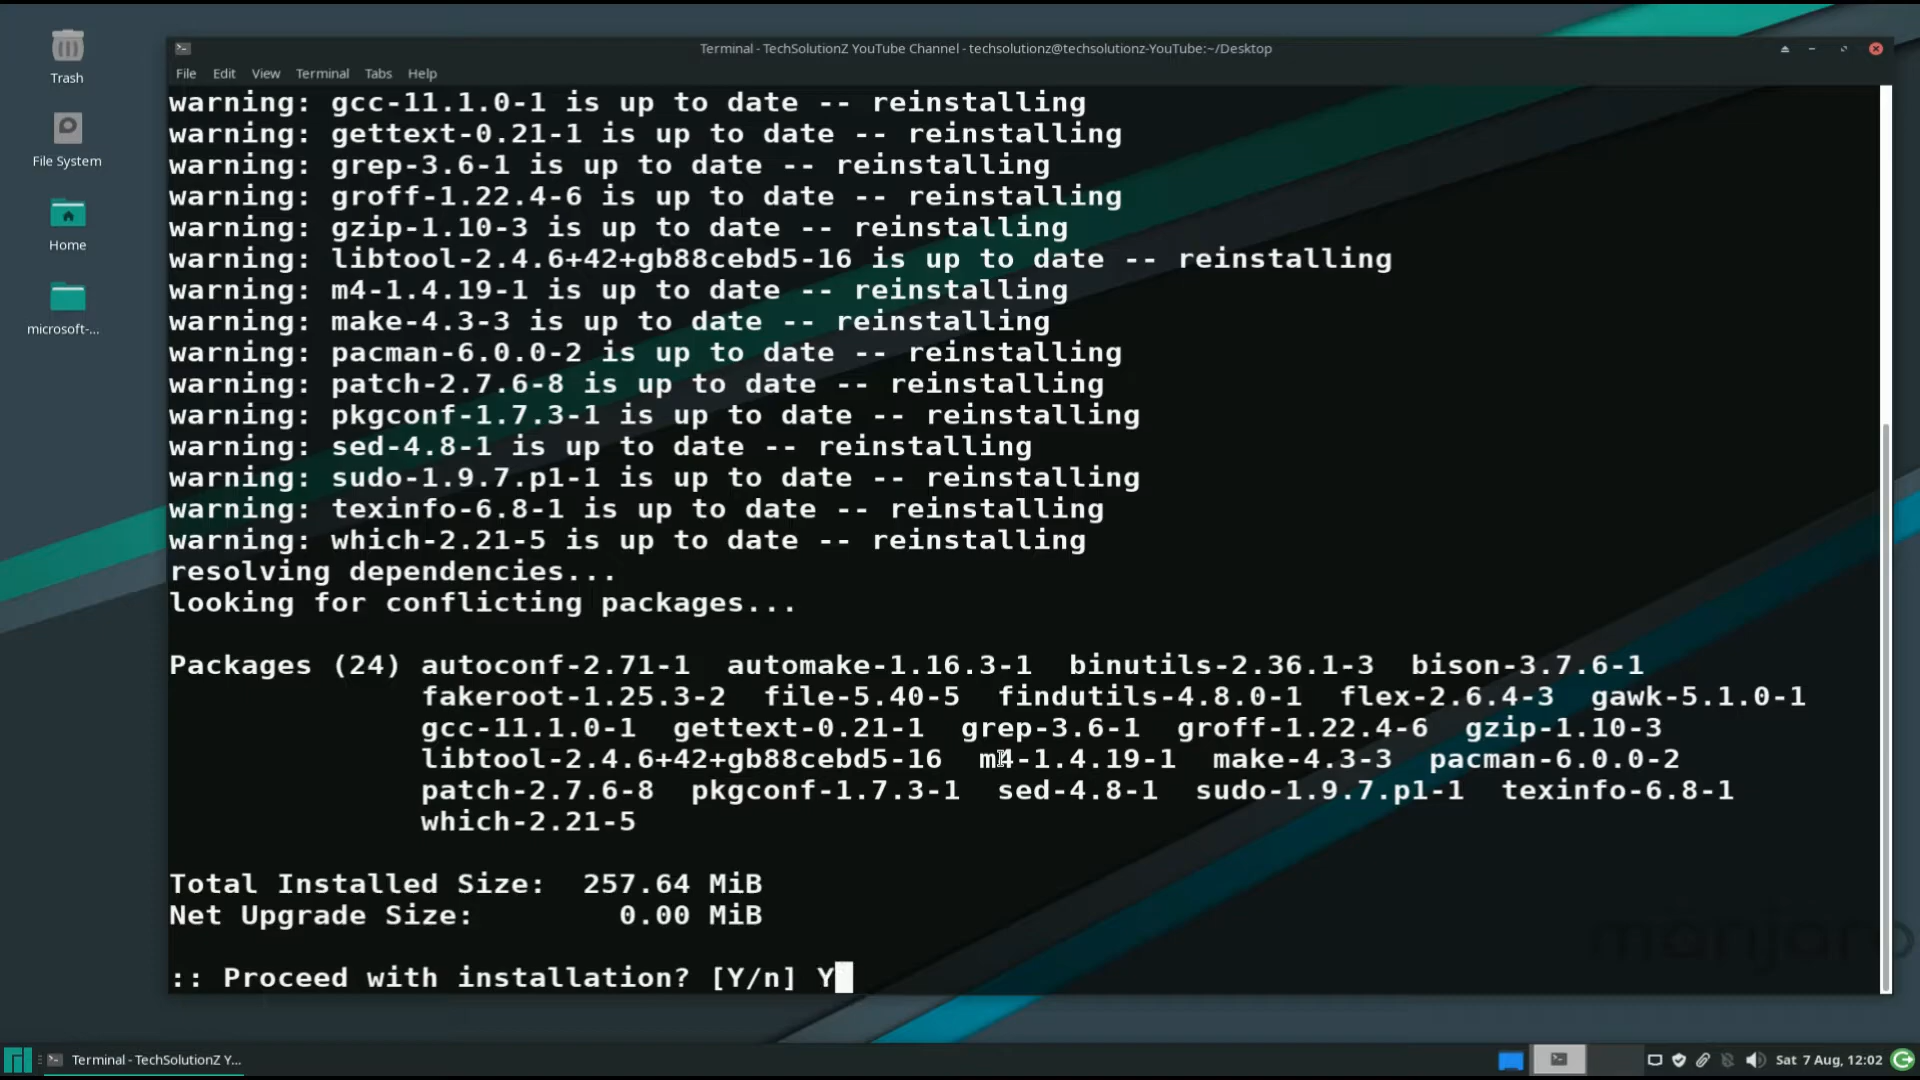 Terminal - TechSolutionZ YouTube Channel - techsolutionz@techsolutionz-YouTube:~/Desktop
File Edit View Terminal Tabs Help
Trash
File System
Home
microsoft-...
warning: gcc-11.1.0-1 is up to date -- reinstalling
warning: gettext-0.21-1 is up to date -- reinstalling
warning: grep-3.6-1 is up to date -- reinstalling
warning: groff-1.22.4-6 is up to date -- reinstalling
warning: gzip-1.10-3 is up to date -- reinstalling
warning: libtool-2.4.6+42+gb88cebd5-16 is up to date -- reinstalling
warning: m4-1.4.19-1 is up to date -- reinstalling
warning: make-4.3-3 is up to date -- reinstalling
warning: pacman-6.0.0-2 is up to date -- reinstalling
warning: patch-2.7.6-8 is up to date -- reinstalling
warning: pkgconf-1.7.3-1 is up to date -- reinstalling
warning: sed-4.8-1 is up to date -- reinstalling
warning: sudo-1.9.7.p1-1 is up to date -- reinstalling
warning: texinfo-6.8-1 is up to date -- reinstalling
warning: which-2.21-5 is up to date -- reinstalling
resolving dependencies...
looking for conflicting packages...
Packages (24) autoconf-2.71-1 automake-1.16.3-1 binutils-2.36.1-3 bison-3.7.6-1
fakeroot-1.25.3-2 file-5.40-5 findutils-4.8.0-1 flex-2.6.4-3 gawk-5.1.0-1
gcc-11.1.0-1 gettext-0.21-1 grep-3.6-1 groff-1.22.4-6 gzip-1.10-3
libtool-2.4.6+42+gb88cebd5-16 m4-1.4.19-1 make-4.3-3 pacman-6.0.0-2
patch-2.7.6-8 pkgconf-1.7.3-1 sed-4.8-1 sudo-1.9.7.p1-1 texinfo-6.8-1
which-2.21-5
Total Installed Size: 257.64 MiB
Net Upgrade Size: 0.00 MiB
:: Proceed with installation? [Y/n] Y
manjaro
Terminal - TechSolutionZ Y...
Sat 7 Aug, 12:02